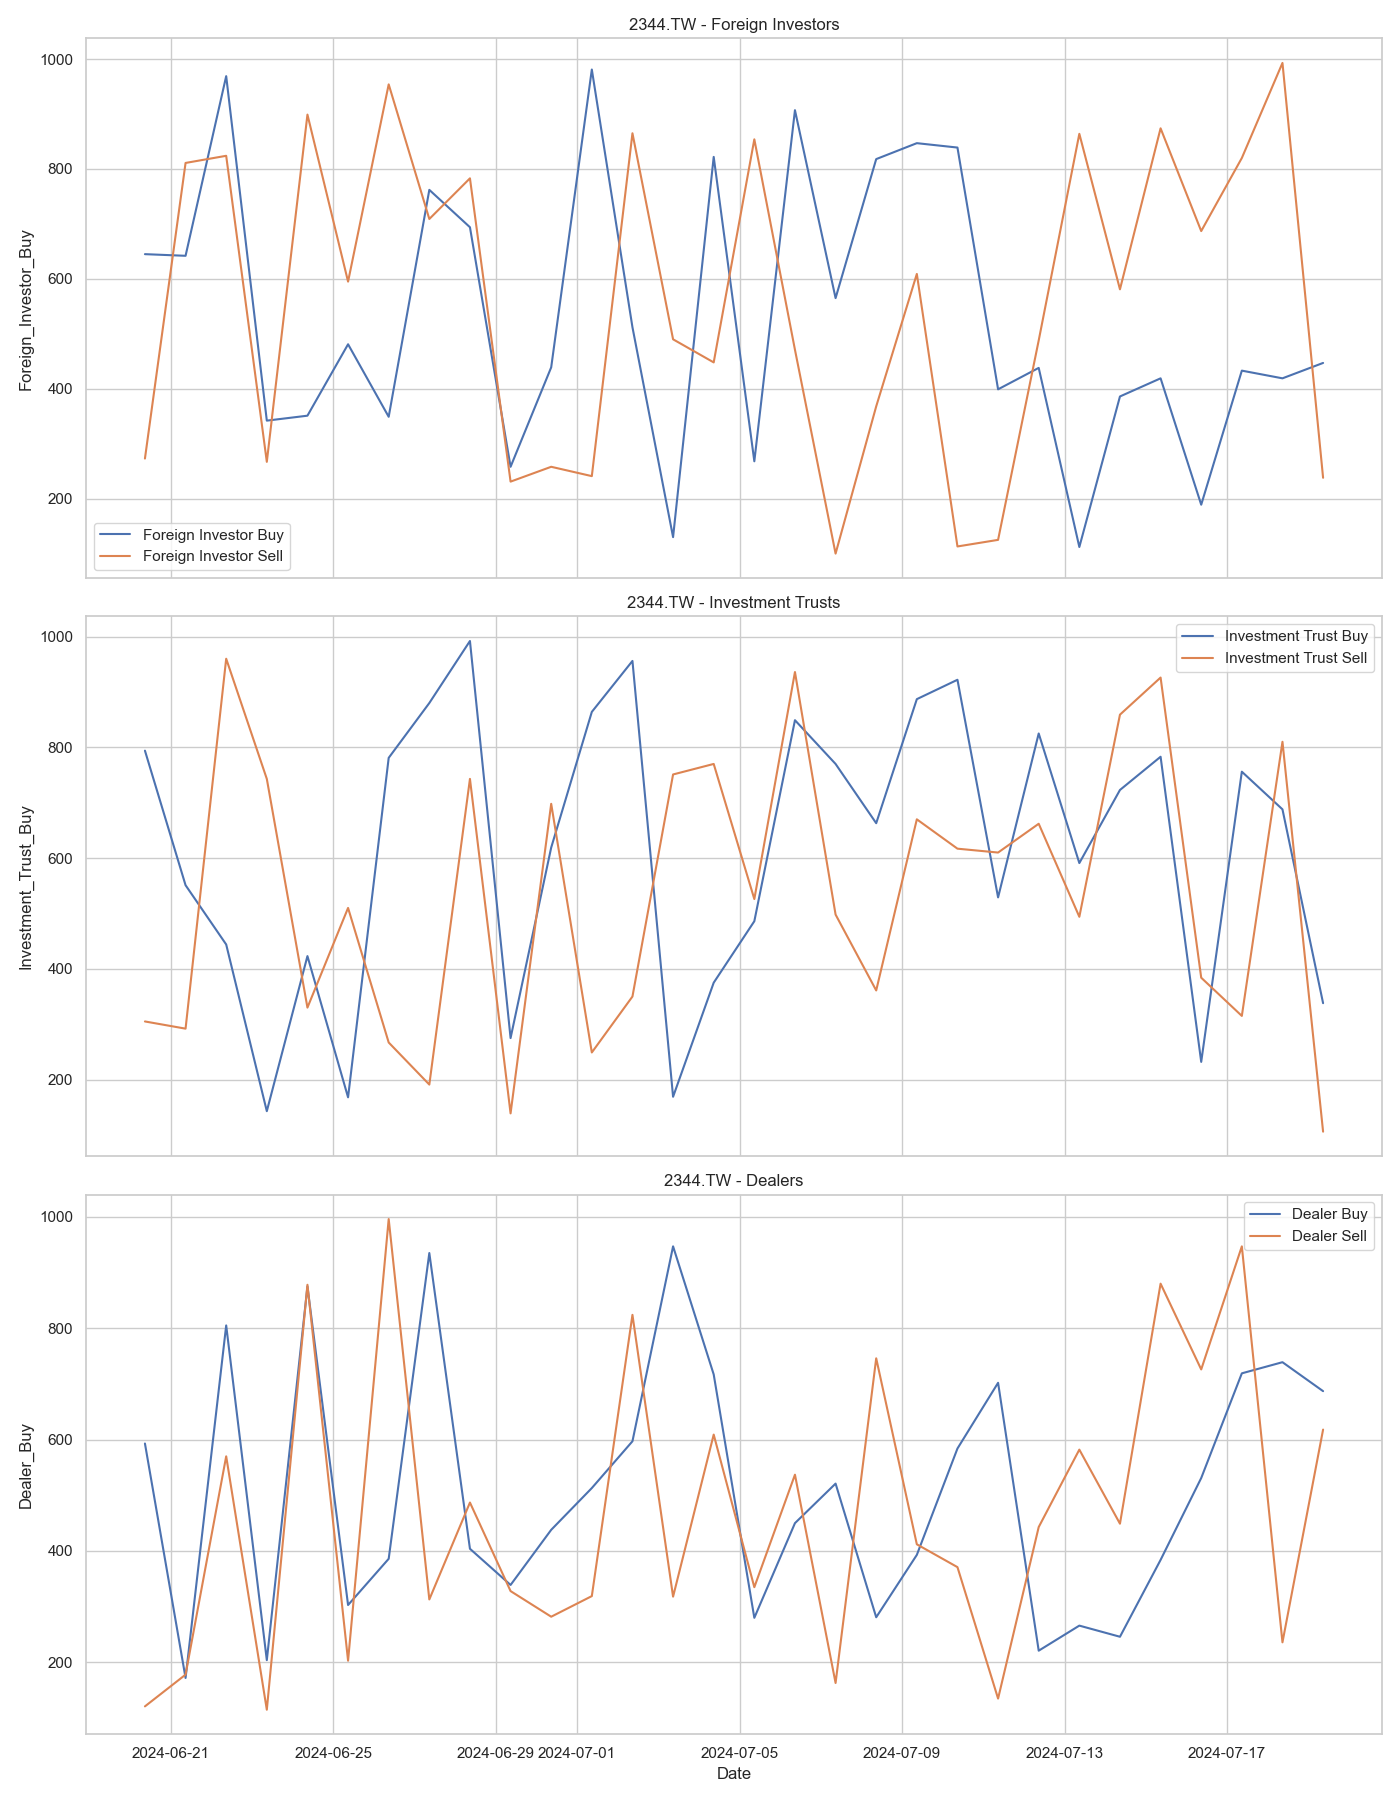 2344.TW - Foreign Investors
1000
800
600
400
200
Foreign_Investor_Buy
Foreign Investor Buy
Foreign Investor Sell
2344.TW - Investment Trusts
1000
800
600
400
200
Investment_Trust_Buy
Investment Trust Buy
Investment Trust Sell
2344.TW - Dealers
1000
800
600
400
200
Dealer_Buy
Dealer Buy
Dealer Sell
2024-06-21 2024-06-25 2024-06-29 2024-07-01 2024-07-05 2024-07-09 2024-07-13 2024-07-17
Date